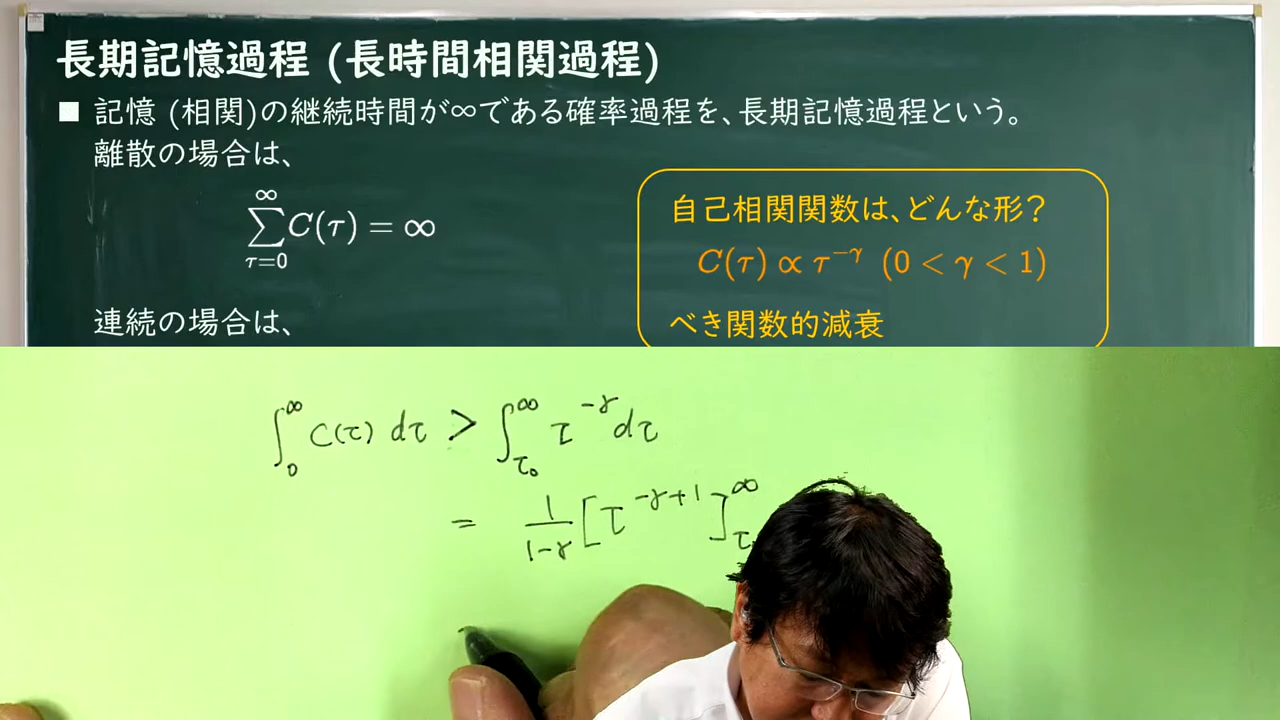 長期記憶過程 (長時間相関過程)
■ 記憶 (相関)の継続時間が∞である確率過程を、長期記憶過程という。
離散の場合は、
∑_{τ=0}^{∞} C(τ) = ∞
連続の場合は、
自己相関関数は、どんな形?
C(τ) ∝ τ^{-γ} (0 < γ < 1)
べき関数的減衰
∫_0^∞ C(τ) dτ > ∫_{τ₀}^∞ τ^{-γ} dτ
= 1/(1-γ) [τ^{-γ+1}]_τ^∞